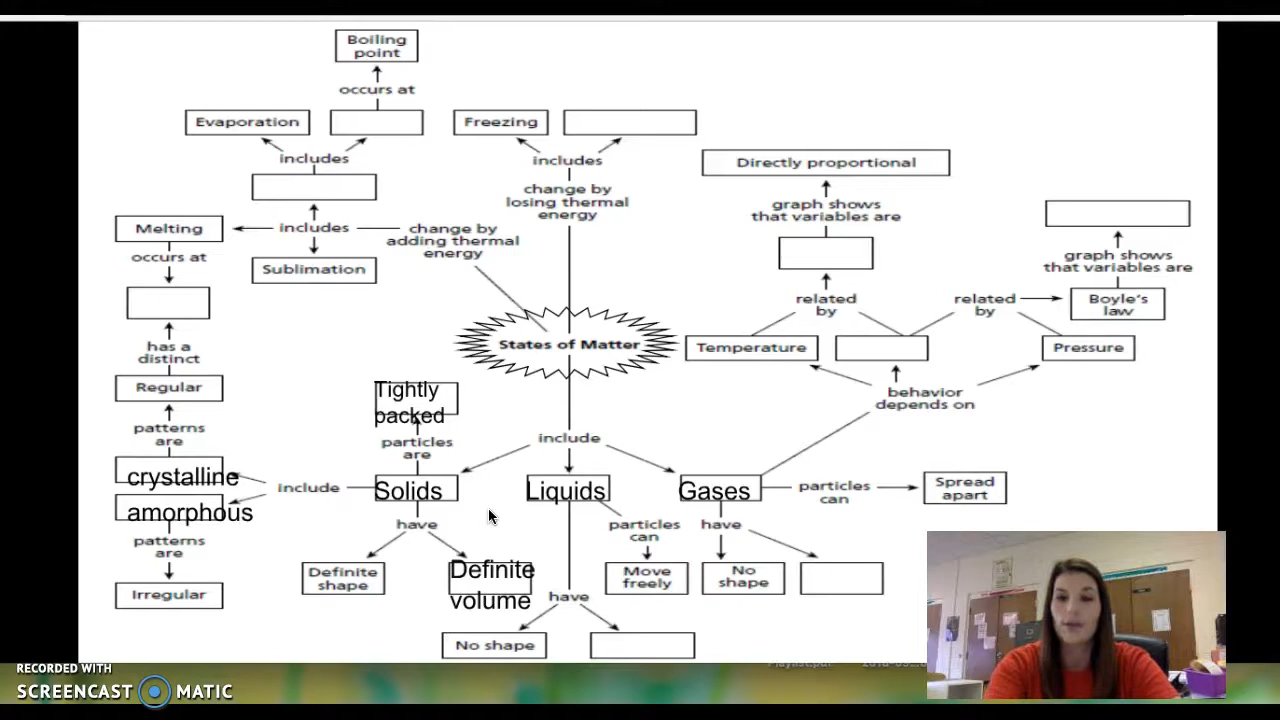 Boiling
point
occurs at
Evaporation
Freezing
includes
includes
Directly proportional
change by
losing thermal
energy
graph shows
that variables are
Melting
includes
change by
adding thermal
energy
occurs at
Sublimation
graph shows
that variables are
related
by
related
by
Boyle's
law
has a
distinct
States of Matter
Temperature
Pressure
Regular
Tightly
packed
behavior
depends on
patterns
are
particles
are
include
crystalline
include
Solids
Liquids
Gases
particles
can
Spread
apart
amorphous
have
particles
can
have
patterns
are
Definite
shape
Definite
volume
Move
freely
No
shape
Irregular
have
No shape
RECORDED WITH
SCREENCAST MATIC